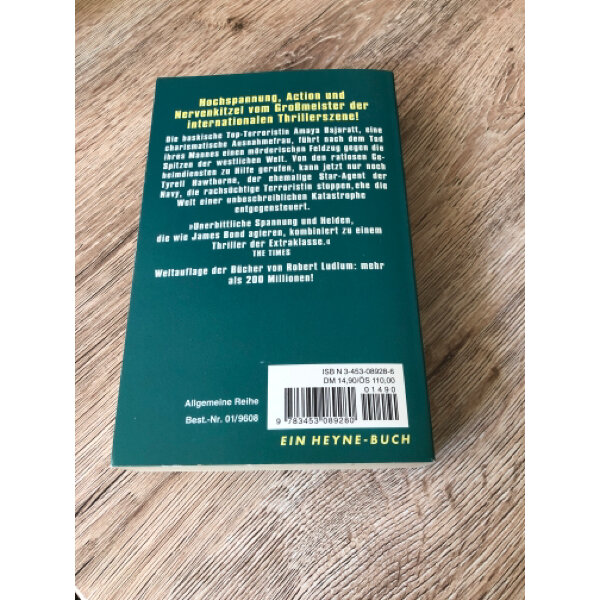 Hochspannung, Action und
Nervenkitzel vom Großmeister der
internationalen Thrillerszene!
Die baskische Top-Terroristin Amaya Bajaratt, eine
charismatische Ausnahmefrau, führt nach dem Tod
ihres Mannes einen mörderischen Feldzug gegen die
Spitzen der westlichen Welt. Von den ratlosen Ge-
heimdiensten zu Hilfe gerufen, kann jetzt nur noch
Tyrell Hawthorne, der ehemalige Star-Agent der
Navy, die rachsüchtige Terroristin stoppen, ehe die
Welt einer unbeschreiblichen Katastrophe
entgegensteuert.
»Unerbittliche Spannung und Helden,
die wie James Bond agieren, kombiniert zu einem
Thriller der Extraklasse.«
THE TIMES
Weltauflage der Bücher von Robert Ludlum: mehr
als 200 Millionen!
ISBN 3-453-08928-6
DM 14,90/ÖS 110,00
01490
9 783453 089280
Allgemeine Reihe
Best.-Nr. 01/9608
EIN HEYNE-BUCH